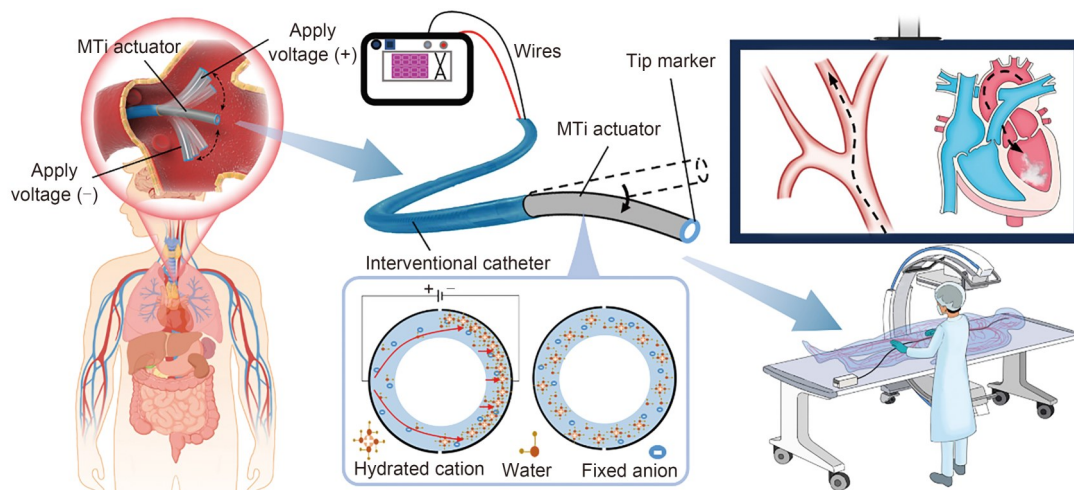 Apply
voltage (+)
MTi actuator
Apply
voltage (−)
Wires
Tip marker
MTi actuator
Interventional catheter
+ −
Hydrated cation
Water
Fixed anion